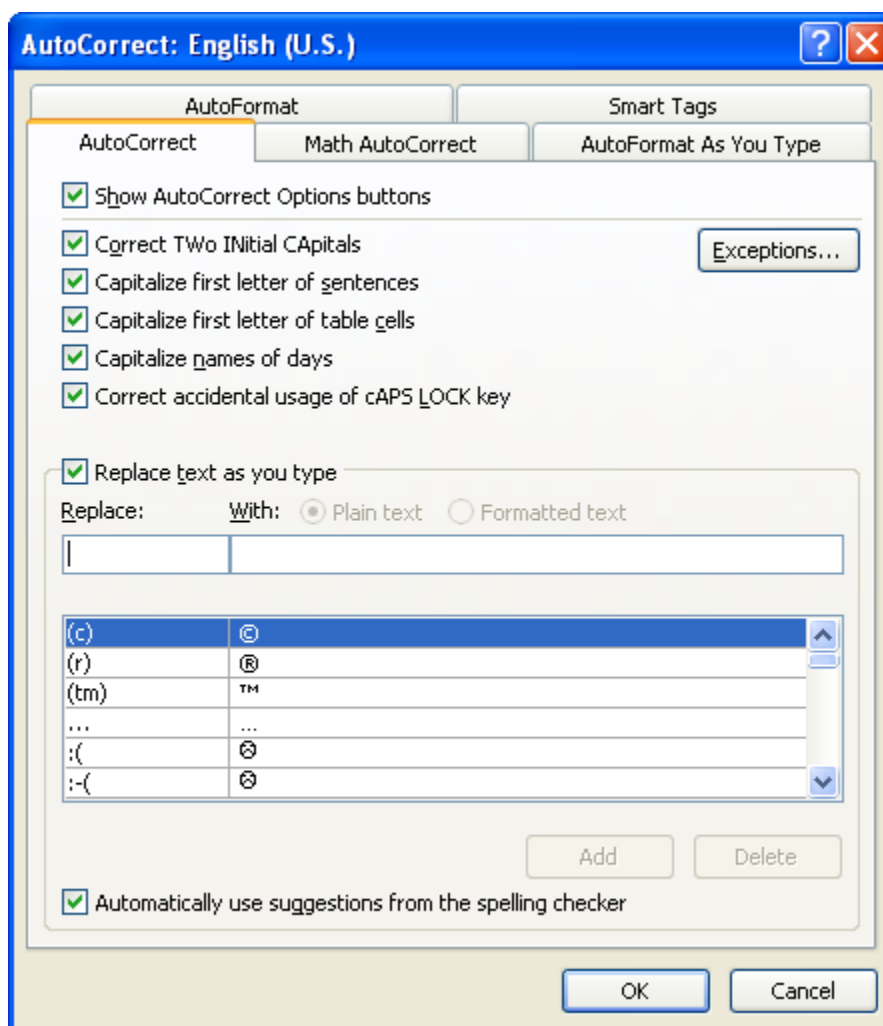 AutoCorrect: English (U.S.)
AutoFormat Smart Tags
AutoCorrect Math AutoCorrect AutoFormat As You Type
Show AutoCorrect Options buttons
Correct TWo INitial CApitals Exceptions...
Capitalize first letter of sentences
Capitalize first letter of table cells
Capitalize names of days
Correct accidental usage of cAPS LOCK key
Replace text as you type
Replace: With: Plain text Formatted text
(c) ©
(r) ®
(tm) ™
... …
:( ☹
:-( ☹
Add Delete
Automatically use suggestions from the spelling checker
OK Cancel